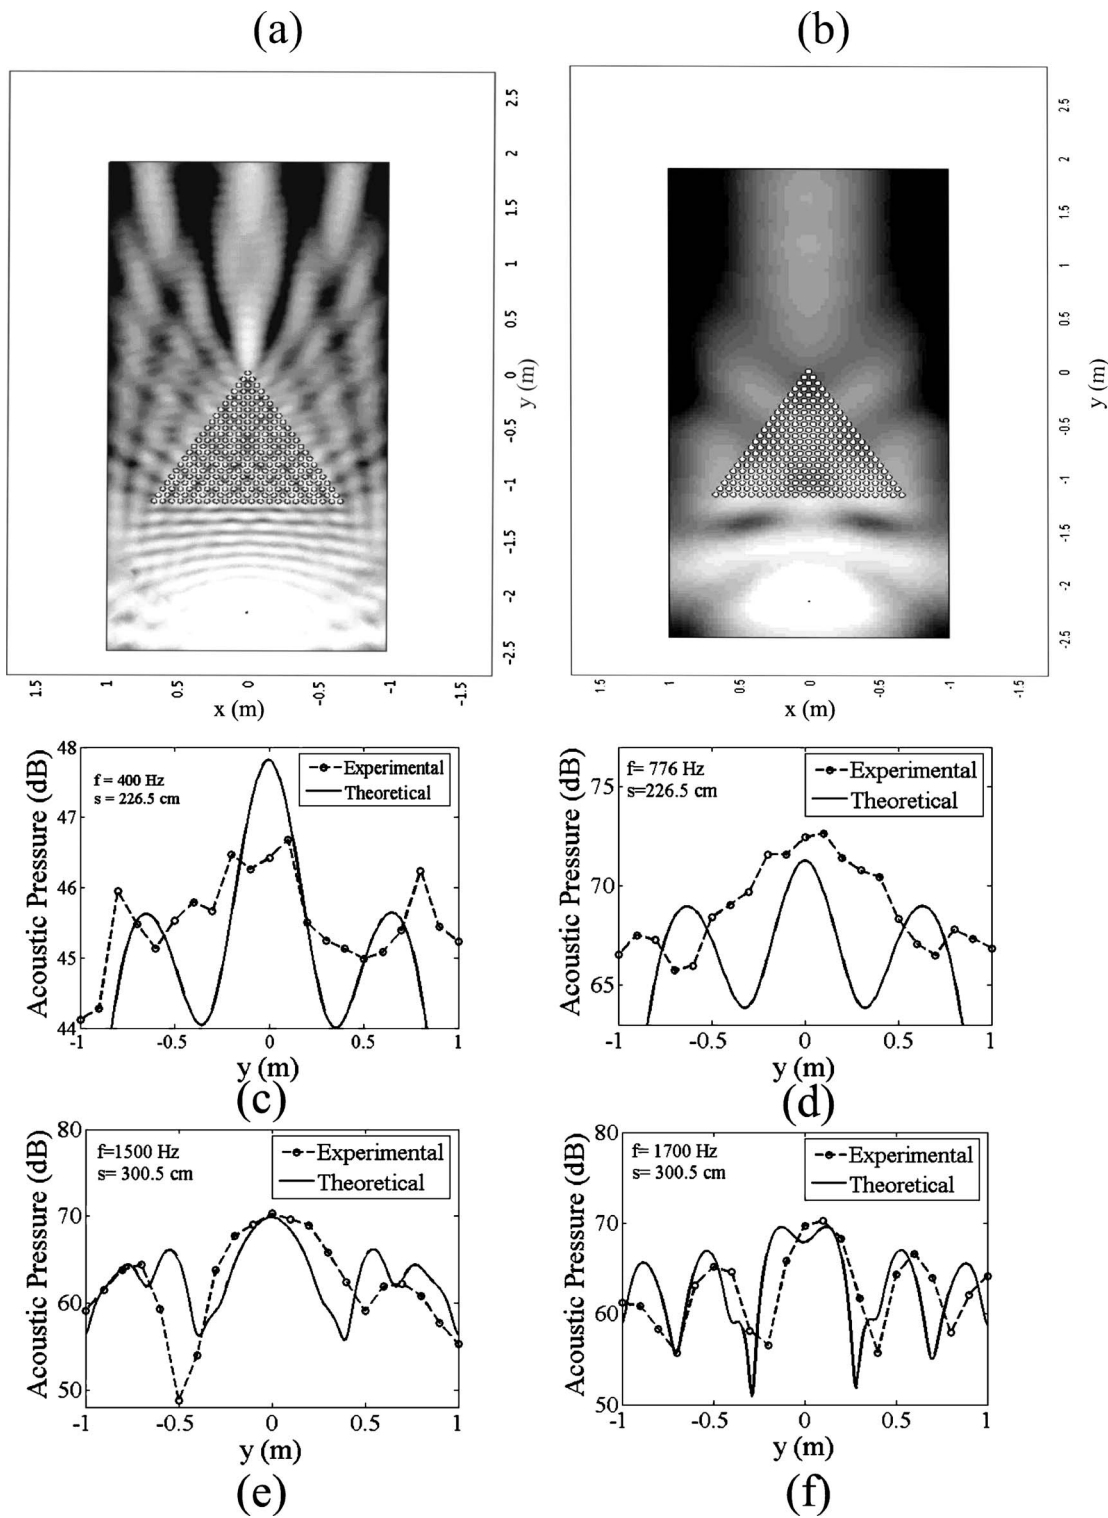 (a)
(b)
2.5
2
1.5
1
0.5
0
-0.5
-1
-1.5
-2
-2.5
y (m)
1.5
1
0.5
0
-0.5
-1
-1.5
x (m)
2.5
2
1.5
1
0.5
0
-0.5
-1
-1.5
-2
-2.5
y (m)
1.5
1
0.5
0
-0.5
-1
-1.5
x (m)
48
47
46
45
44
Acoustic Pressure (dB)
f = 400 Hz
s = 226.5 cm
Experimental
Theoretical
-1
-0.5
0
0.5
1
y (m)
(c)
75
70
65
Acoustic Pressure (dB)
f= 776 Hz
s=226.5 cm
Experimental
Theoretical
-1
-0.5
0
0.5
1
y (m)
(d)
80
70
60
50
Acoustic Pressure (dB)
f=1500 Hz
s= 300.5 cm
Experimental
Theoretical
-1
-0.5
0
0.5
1
y (m)
(e)
80
70
60
50
Acoustic Pressure (dB)
f= 1700 Hz
s= 300.5 cm
Experimental
Theoretical
-1
-0.5
0
0.5
1
y (m)
(f)